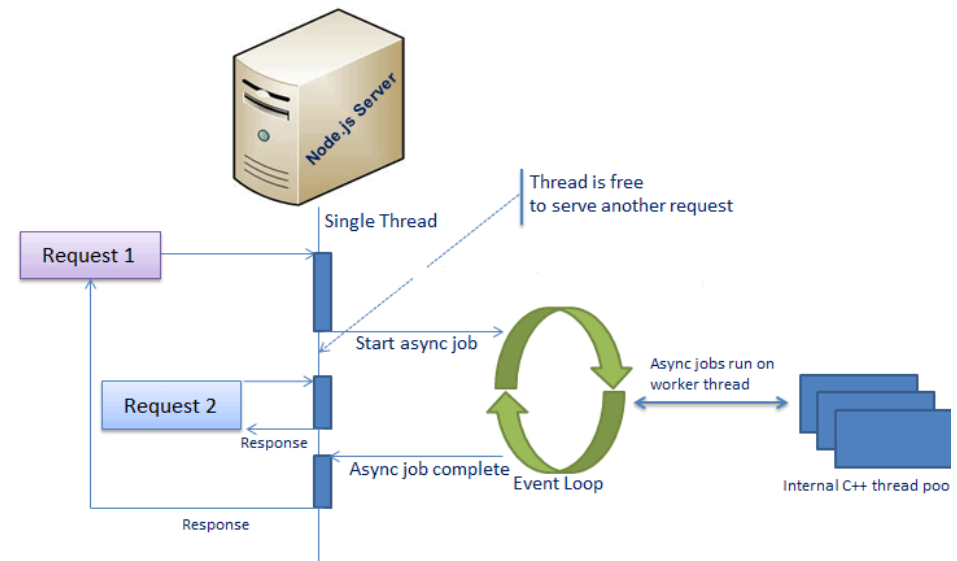 Node.js Server
Thread is free
to serve another request
Single Thread
Request 1
Start async job
Async jobs run on
worker thread
Request 2
Response
Async job complete
Event Loop
Internal C++ thread poo
Response